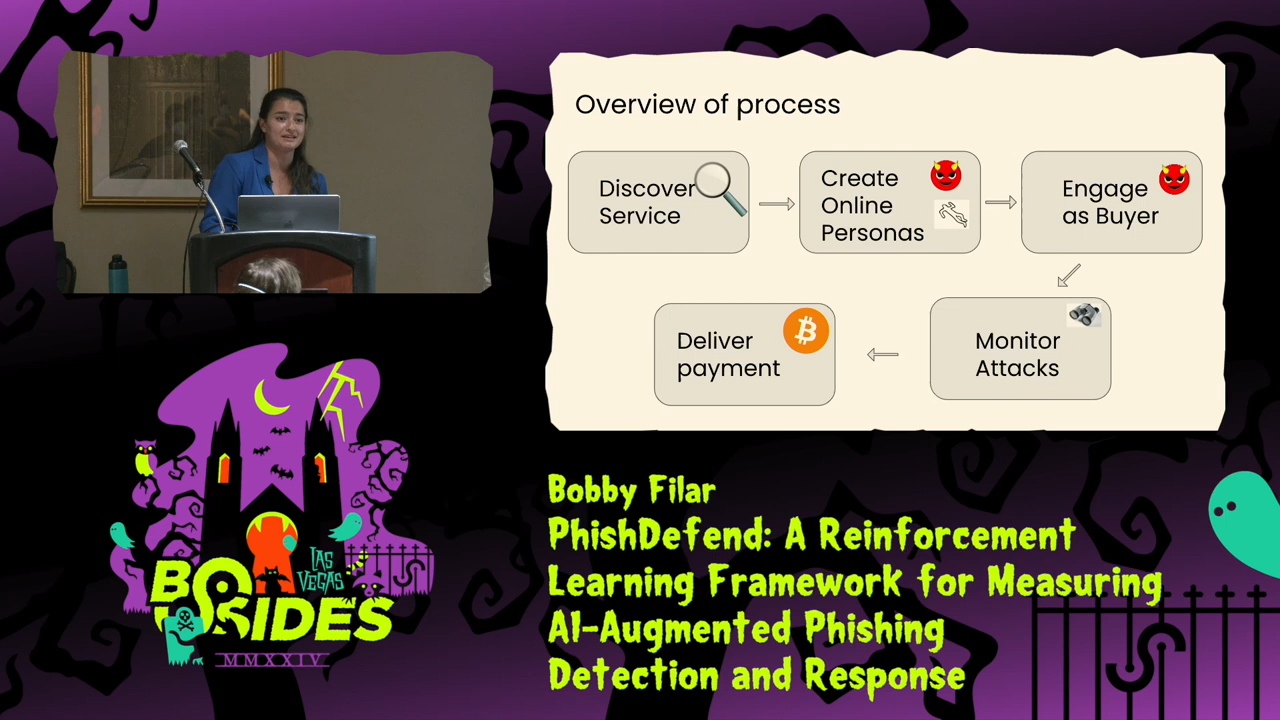 Overview of process
Discover
Service
Create
Online
Personas
Engage
as Buyer
Deliver
payment
Monitor
Attacks
Bobby Filar
PhishDefend: A Reinforcement
Learning Framework for Measuring
AI-Augmented Phishing
Detection and Response
LAS
VEGAS
BSIDES
MMXXIV